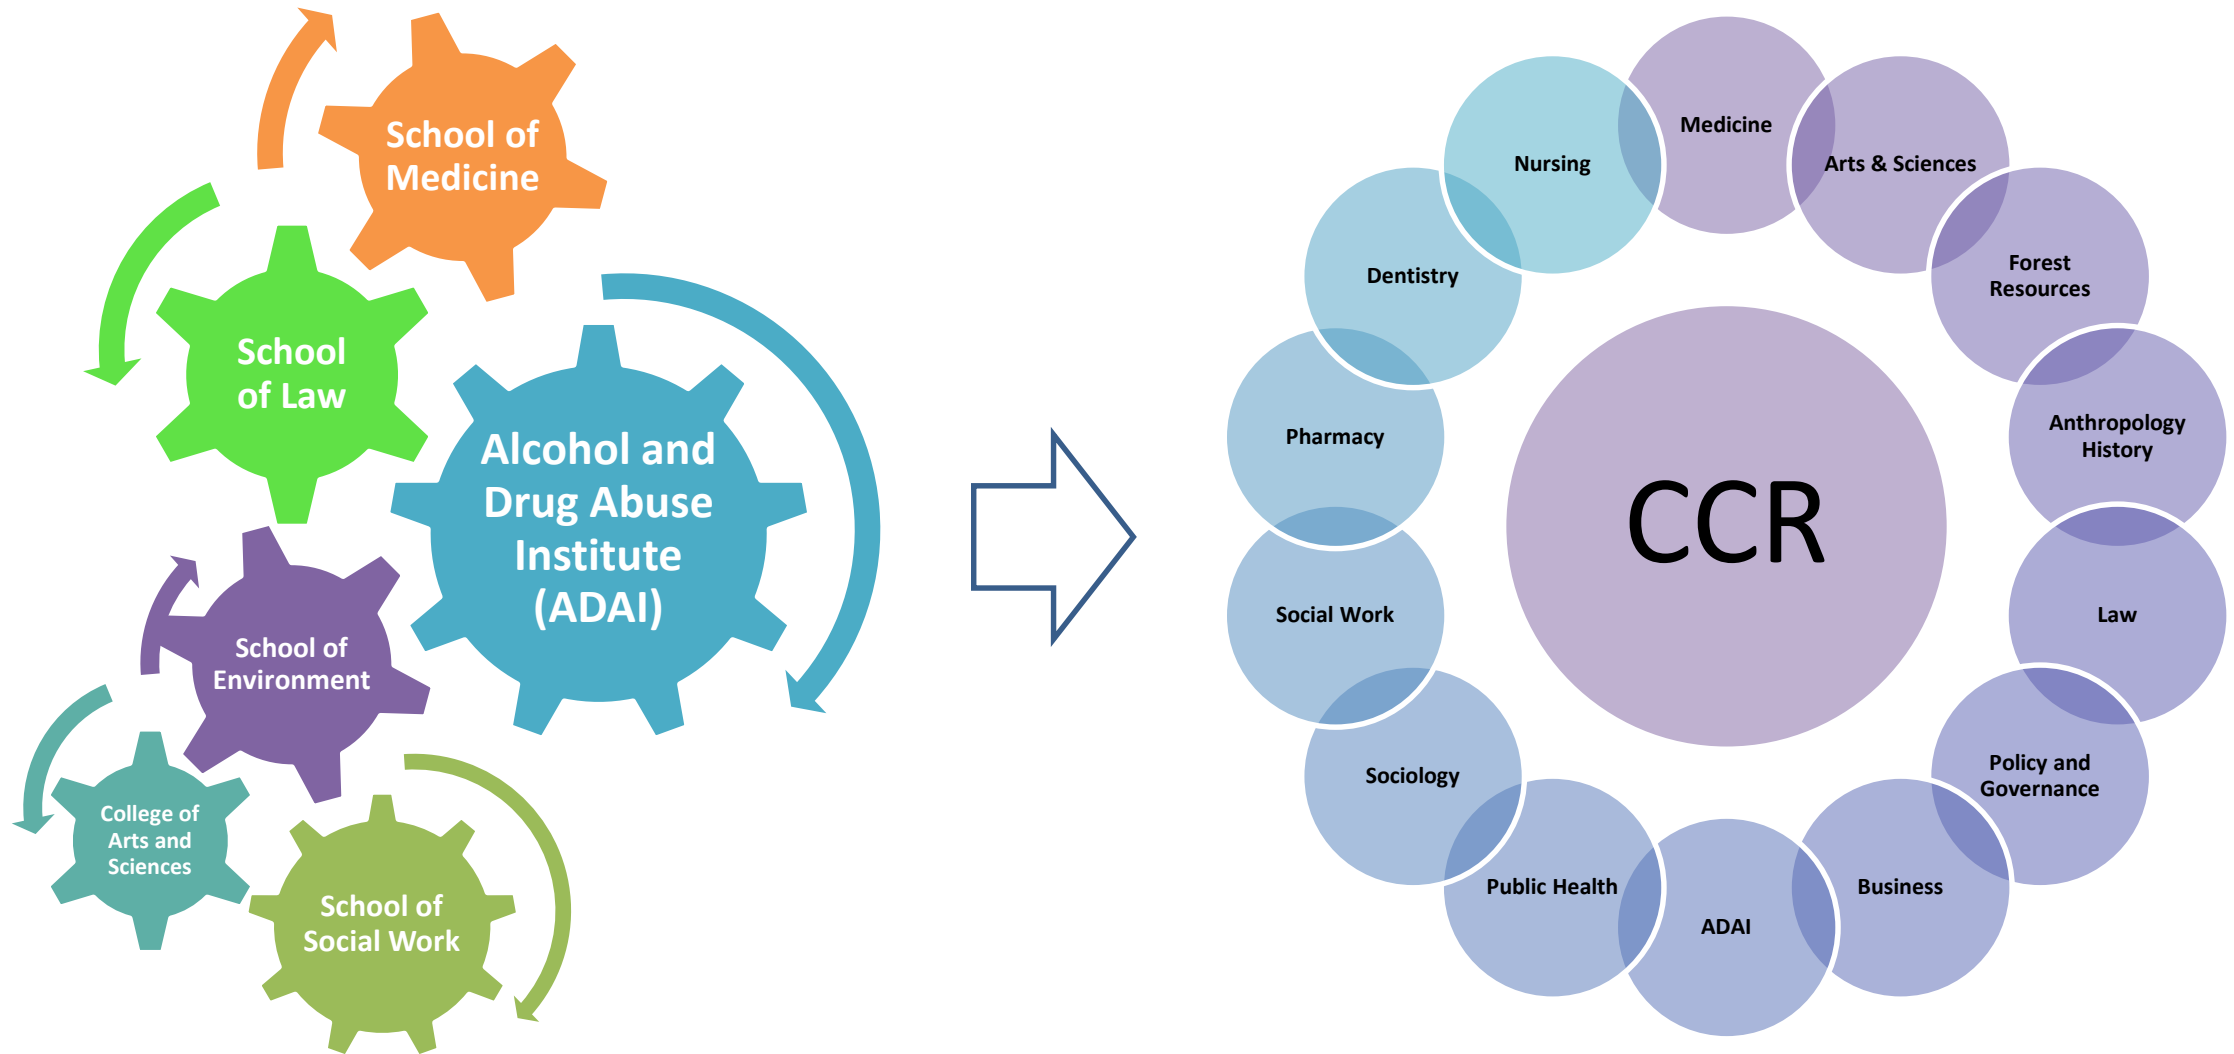 School of
Medicine
School
of Law
Alcohol and
Drug Abuse
Institute
(ADAI)
School of
Environment
College of
Arts and
Sciences
School of
Social Work
Medicine
Arts & Sciences
Forest
Resources
Anthropology
History
Law
Policy and
Governance
Business
ADAI
Public Health
Sociology
Social Work
Pharmacy
Dentistry
Nursing
CCR